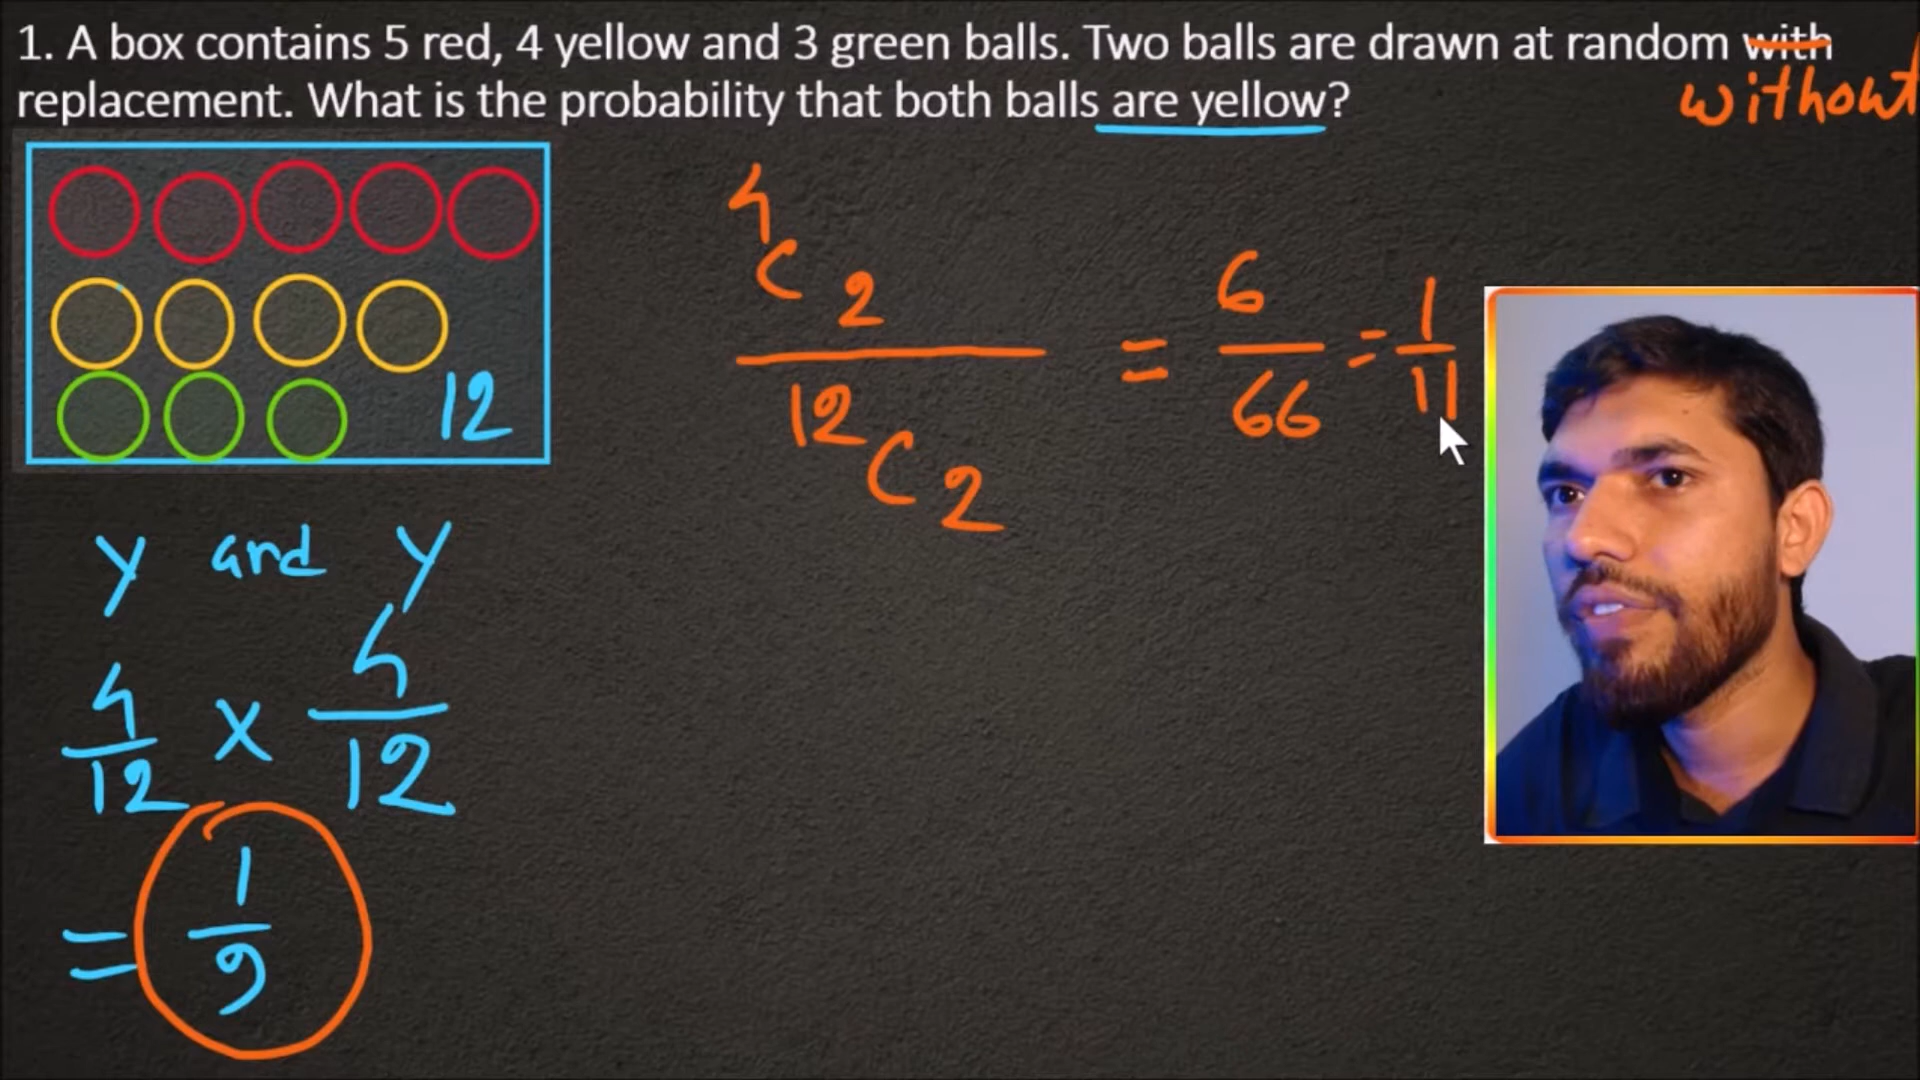 1. A box contains 5 red, 4 yellow and 3 green balls. Two balls are drawn at random with
without
replacement. What is the probability that both balls are yellow?
4C2
12C2
= 6/66 = 1/11
12
Y and Y
4/12 x 4/12
= 1/9